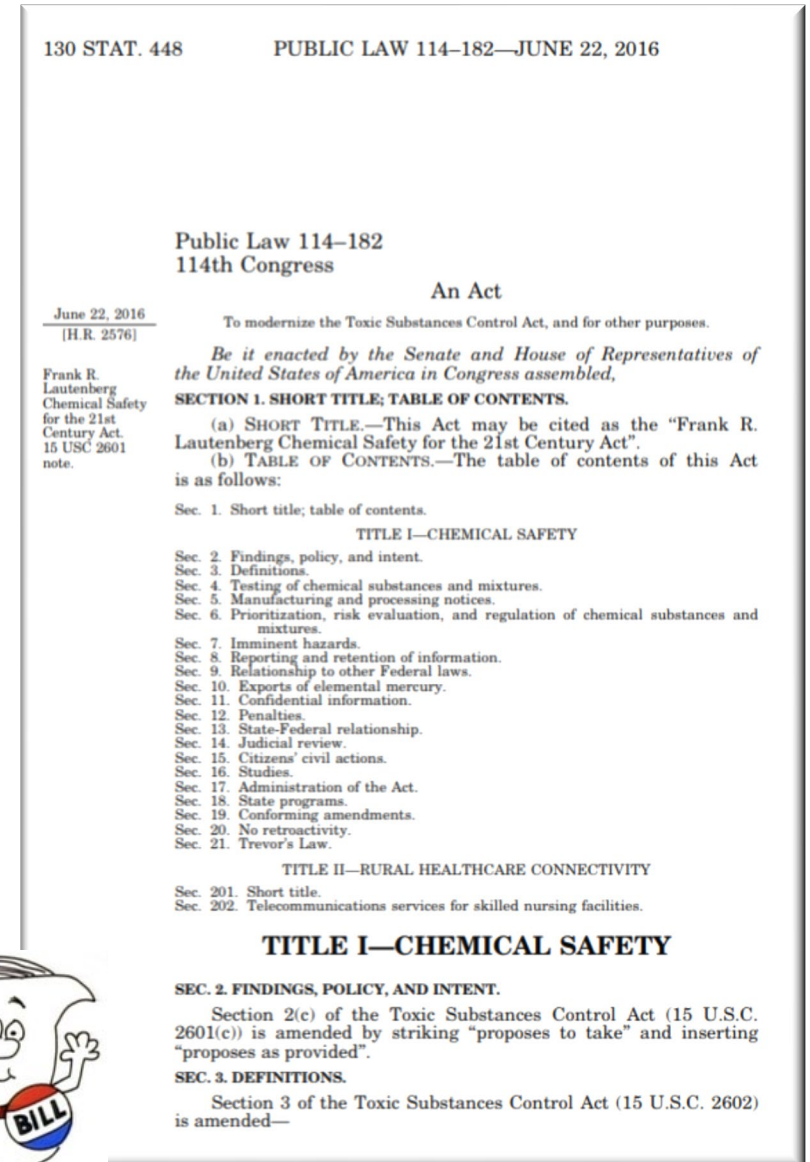 130 STAT. 448 PUBLIC LAW 114–182—JUNE 22, 2016
Public Law 114–182
114th Congress
An Act
June 22, 2016
[H.R. 2576]
To modernize the Toxic Substances Control Act, and for other purposes.
Be it enacted by the Senate and House of Representatives of
the United States of America in Congress assembled,
Frank R.
Lautenberg
Chemical Safety
for the 21st
Century Act.
15 USC 2601
note.
SECTION 1. SHORT TITLE; TABLE OF CONTENTS.
(a) SHORT TITLE.—This Act may be cited as the “Frank R.
Lautenberg Chemical Safety for the 21st Century Act”.
(b) TABLE OF CONTENTS.—The table of contents of this Act
is as follows:
Sec. 1. Short title; table of contents.
TITLE I—CHEMICAL SAFETY
Sec. 2. Findings, policy, and intent.
Sec. 3. Definitions.
Sec. 4. Testing of chemical substances and mixtures.
Sec. 5. Manufacturing and processing notices.
Sec. 6. Prioritization, risk evaluation, and regulation of chemical substances and
mixtures.
Sec. 7. Imminent hazards.
Sec. 8. Reporting and retention of information.
Sec. 9. Relationship to other Federal laws.
Sec. 10. Exports of elemental mercury.
Sec. 11. Confidential information.
Sec. 12. Penalties.
Sec. 13. State-Federal relationship.
Sec. 14. Judicial review.
Sec. 15. Citizens’ civil actions.
Sec. 16. Studies.
Sec. 17. Administration of the Act.
Sec. 18. State programs.
Sec. 19. Conforming amendments.
Sec. 20. No retroactivity.
Sec. 21. Trevor’s Law.
TITLE II—RURAL HEALTHCARE CONNECTIVITY
Sec. 201. Short title.
Sec. 202. Telecommunications services for skilled nursing facilities.
TITLE I—CHEMICAL SAFETY
SEC. 2. FINDINGS, POLICY, AND INTENT.
Section 2(c) of the Toxic Substances Control Act (15 U.S.C.
2601(c)) is amended by striking “proposes to take” and inserting
“proposes as provided”.
SEC. 3. DEFINITIONS.
Section 3 of the Toxic Substances Control Act (15 U.S.C. 2602)
is amended—
BILL